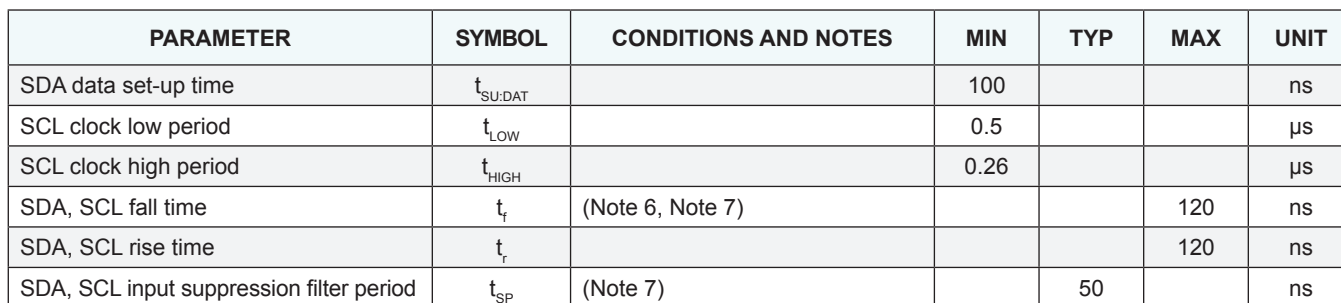 PARAMETER SYMBOL CONDITIONS AND NOTES MIN TYP MAX UNIT
SDA data set-up time tSU:DAT 100 ns
SCL clock low period tLOW 0.5 µs
SCL clock high period tHIGH 0.26 µs
SDA, SCL fall time tf (Note 6, Note 7) 120 ns
SDA, SCL rise time tr 120 ns
SDA, SCL input suppression filter period tSP (Note 7) 50 ns